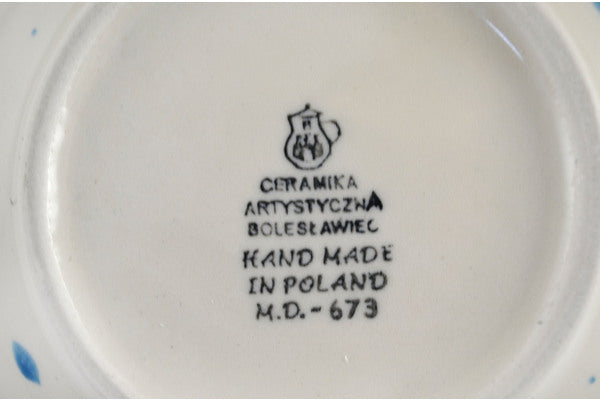 CERAMIKA
ARTYSTYCZNA
BOLESŁAWIEC
HAND MADE
IN POLAND
M.D.-673